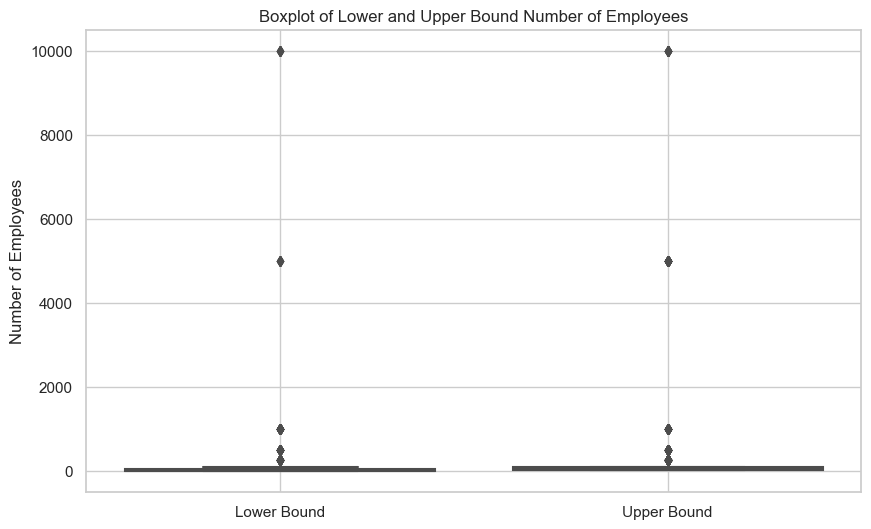 Boxplot of Lower and Upper Bound Number of Employees
10000
8000
6000
4000
2000
0
Number of Employees
Lower Bound
Upper Bound